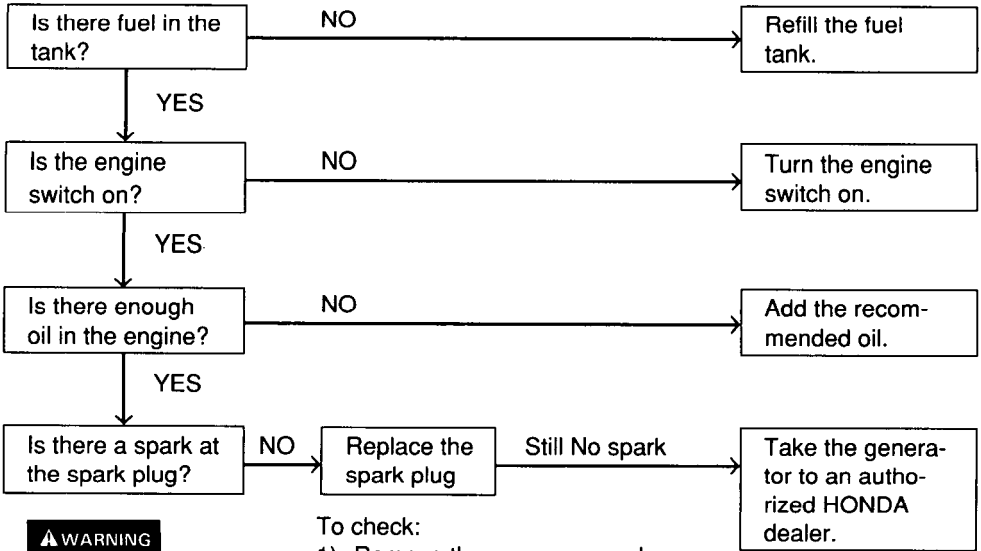 Is there fuel in the
tank?
NO
Refill the fuel
tank.
YES
Is the engine
switch on?
NO
Turn the engine
switch on.
YES
Is there enough
oil in the engine?
NO
Add the recom-
mended oil.
YES
Is there a spark at
the spark plug?
NO
Replace the
spark plug
Still No spark
Take the genera-
tor to an autho-
rized HONDA
dealer.
WARNING
To check: